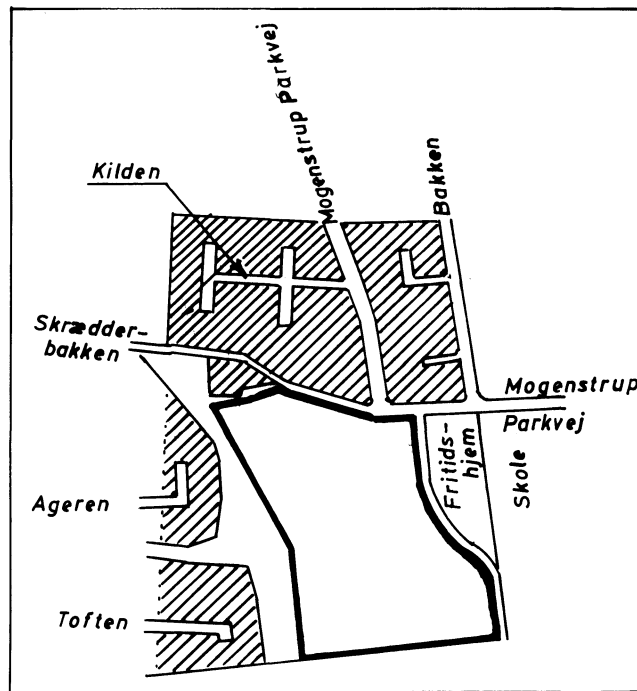 Mogenstrup Parkvej
Kilden
Bakken
Skrædder-
bakken
Mogenstrup
Parkvej
Fritids-
hjem
Skole
Ageren
Toften